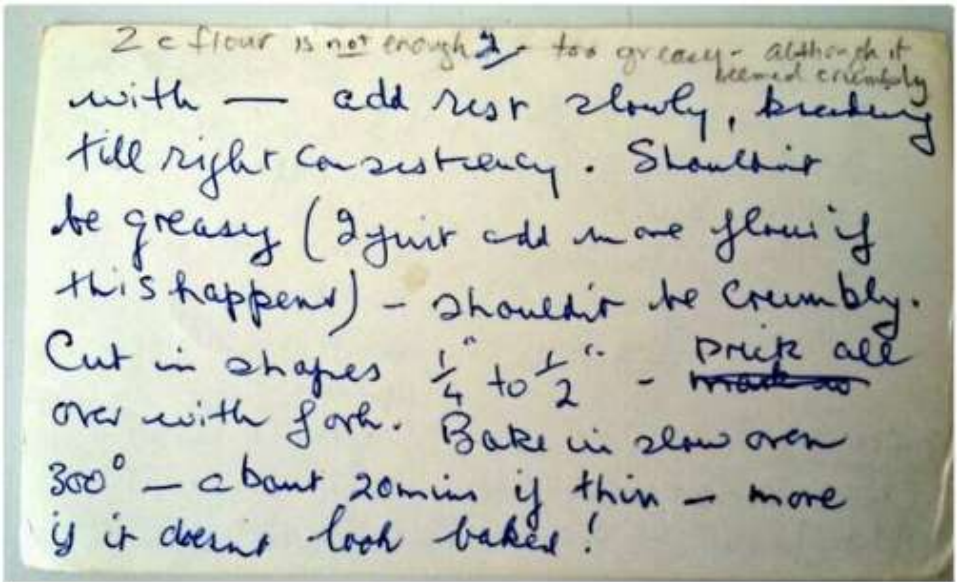 2 c flour is not enough - too greasy - although it
seemed crumbly
with — add rest slowly, kneading
till right consistency. Shouldn't
be greasy (I just add more flour if
this happens) - shouldn't be crumbly.
Cut in shapes 1/4" to 1/2" - prick all
over with fork. Bake in slow oven
300° — about 20mins if thin — more
if it doesn't look baked!